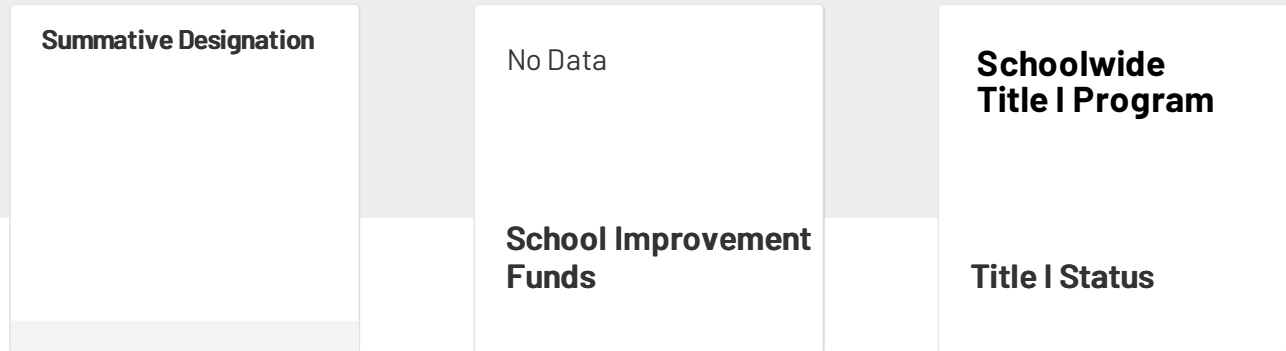 Summative Designation
No Data
School Improvement
Funds
Schoolwide
Title I Program
Title I Status